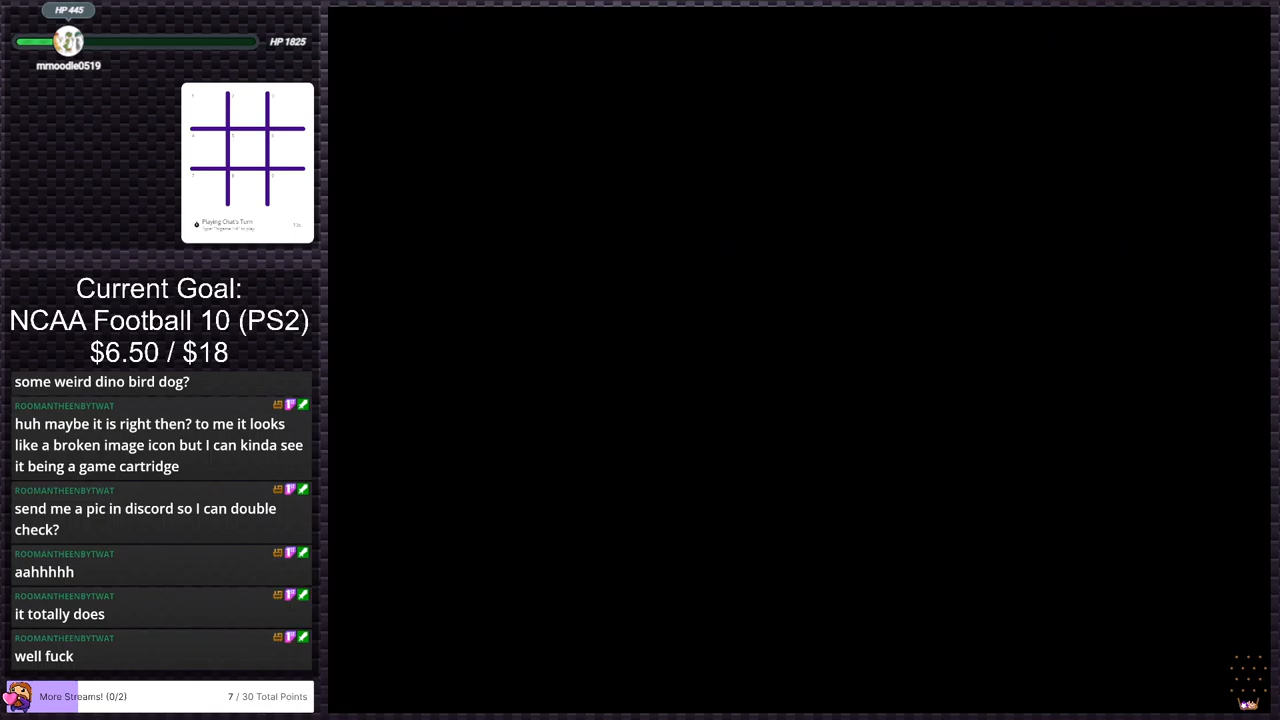 HP 445
HP 1825
mmoodle0519
Playing Chat's Turn
Current Goal:
NCAA Football 10 (PS2)
$6.50 / $18
some weird dino bird dog?
ROOMANTHEENBYTWAT
huh maybe it is right then? to me it looks
like a broken image icon but I can kinda see
it being a game cartridge
ROOMANTHEENBYTWAT
send me a pic in discord so I can double
check?
ROOMANTHEENBYTWAT
aahhhhh
ROOMANTHEENBYTWAT
it totally does
ROOMANTHEENBYTWAT
well fuck
More Streams! (0/2)
7 / 30 Total Points